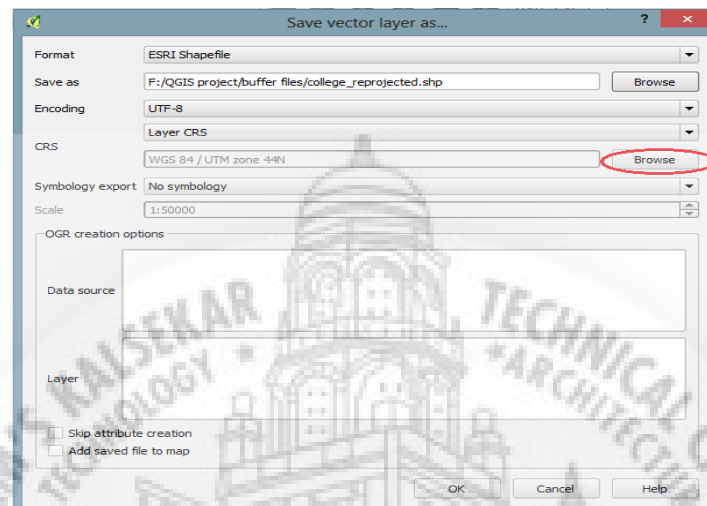 Save vector layer as...
?
×
Format
ESRI Shapefile
Save as
F:/QGIS project/buffer files/college_reprojected.shp
Browse
Encoding
UTF-8
Layer CRS
CRS
WGS 84 / UTM zone 44N
Browse
Symbology export
No symbology
Scale
1:50000
OGR creation options
Data source
Layer
Skip attribute creation
Add saved file to map
OK
Cancel
Help
KALSEKAR
TECHNICAL
TECHNOLOGY